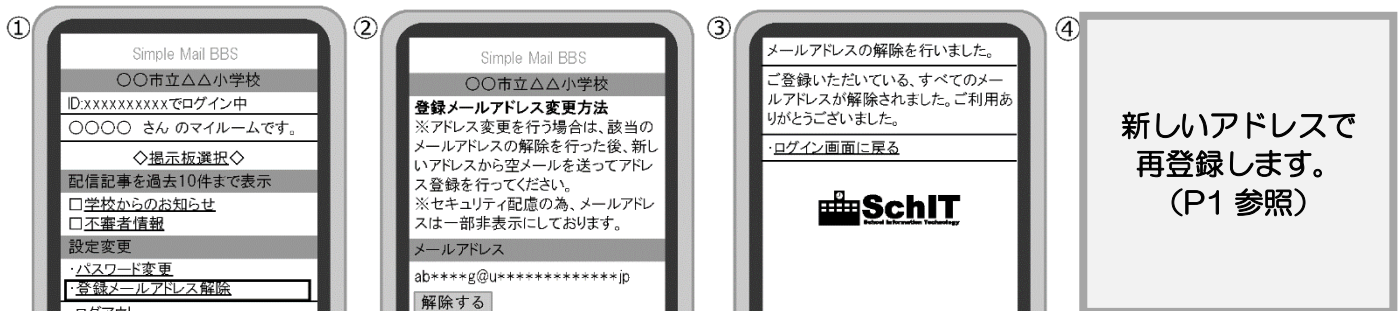 ①
Simple Mail BBS
〇〇市立△△小学校
ID:xxxxxxxxxxでログイン中
〇〇〇〇 さん のマイルームです。
◇掲示板選択◇
配信記事を過去10件まで表示
□学校からのお知らせ
□不審者情報
設定変更
・パスワード変更
・登録メールアドレス解除
②
Simple Mail BBS
〇〇市立△△小学校
登録メールアドレス変更方法
※アドレス変更を行う場合は、該当の
メールアドレスの解除を行った後、新し
いアドレスから空メールを送ってアドレ
ス登録を行ってください。
※セキュリティ配慮の為、メールアドレ
スは一部非表示にしております。
メールアドレス
ab****g@u*************jp
解除する
③
メールアドレスの解除を行いました。
ご登録いただいている、すべてのメー
ルアドレスが解除されました。ご利用あ
りがとうございました。
・ログイン画面に戻る
SchIT
School Information Technology
④
新しいアドレスで
再登録します。
（P1 参照）